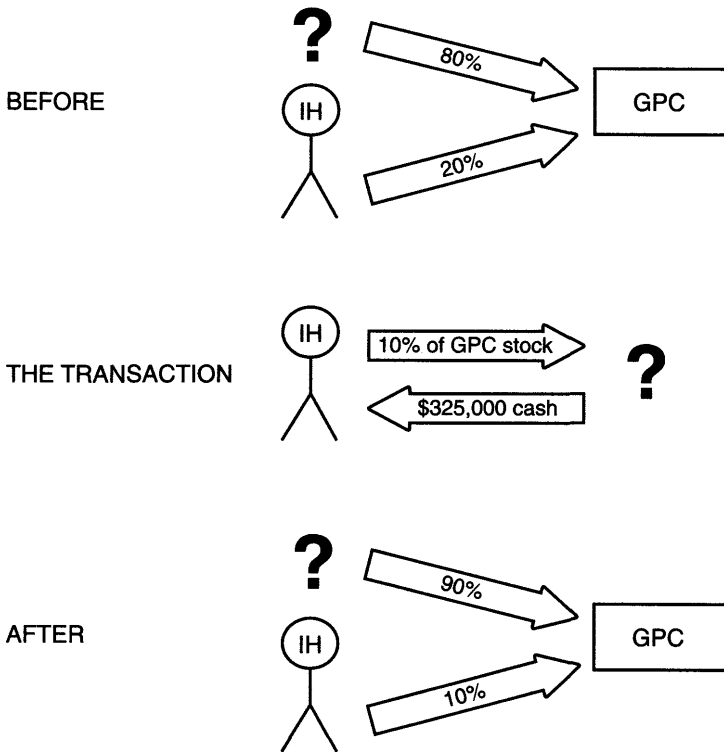 ?
80%
BEFORE
IH
GPC
20%
IH
10% of GPC stock
THE TRANSACTION
?
$325,000 cash
?
90%
AFTER
IH
GPC
10%